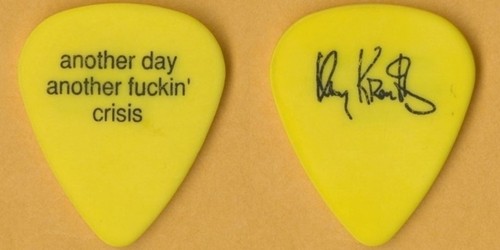 another day
another fuckin'
crisis